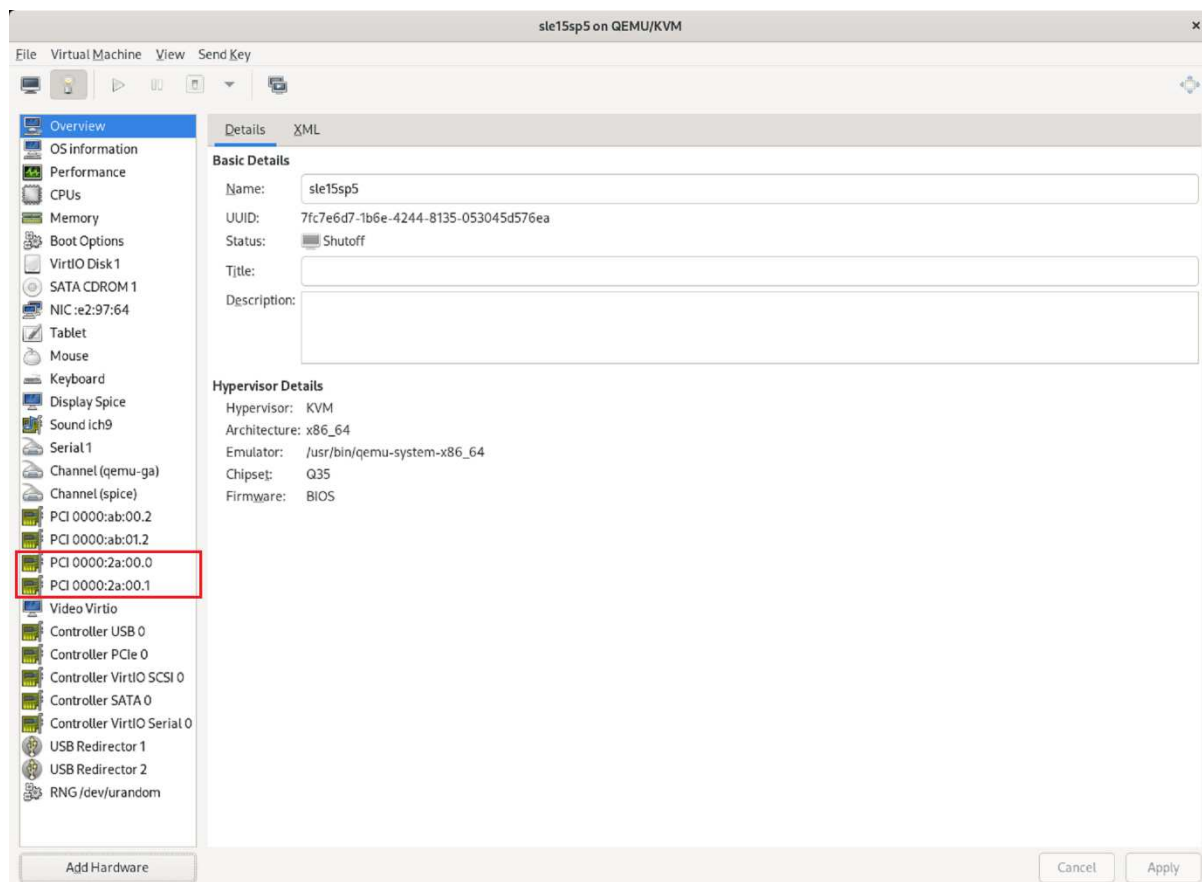 sle15sp5 on QEMU/KVM
×
File Virtual Machine View Send Key
Overview
OS information
Performance
CPUs
Memory
Boot Options
VirtIO Disk 1
SATA CDROM 1
NIC :e2:97:64
Tablet
Mouse
Keyboard
Display Spice
Sound ich9
Serial 1
Channel (qemu-ga)
Channel (spice)
PCI 0000:ab:00.2
PCI 0000:ab:01.2
PCI 0000:2a:00.0
PCI 0000:2a:00.1
Video Virtio
Controller USB 0
Controller PCIe 0
Controller VirtIO SCSI 0
Controller SATA 0
Controller VirtIO Serial 0
USB Redirector 1
USB Redirector 2
RNG /dev/urandom
Add Hardware
Details XML
Basic Details
Name: sle15sp5
UUID: 7fc7e6d7-1b6e-4244-8135-053045d576ea
Status: Shutoff
Title:
Description:
Hypervisor Details
Hypervisor: KVM
Architecture: x86_64
Emulator: /usr/bin/qemu-system-x86_64
Chipset: Q35
Firmware: BIOS
Cancel Apply